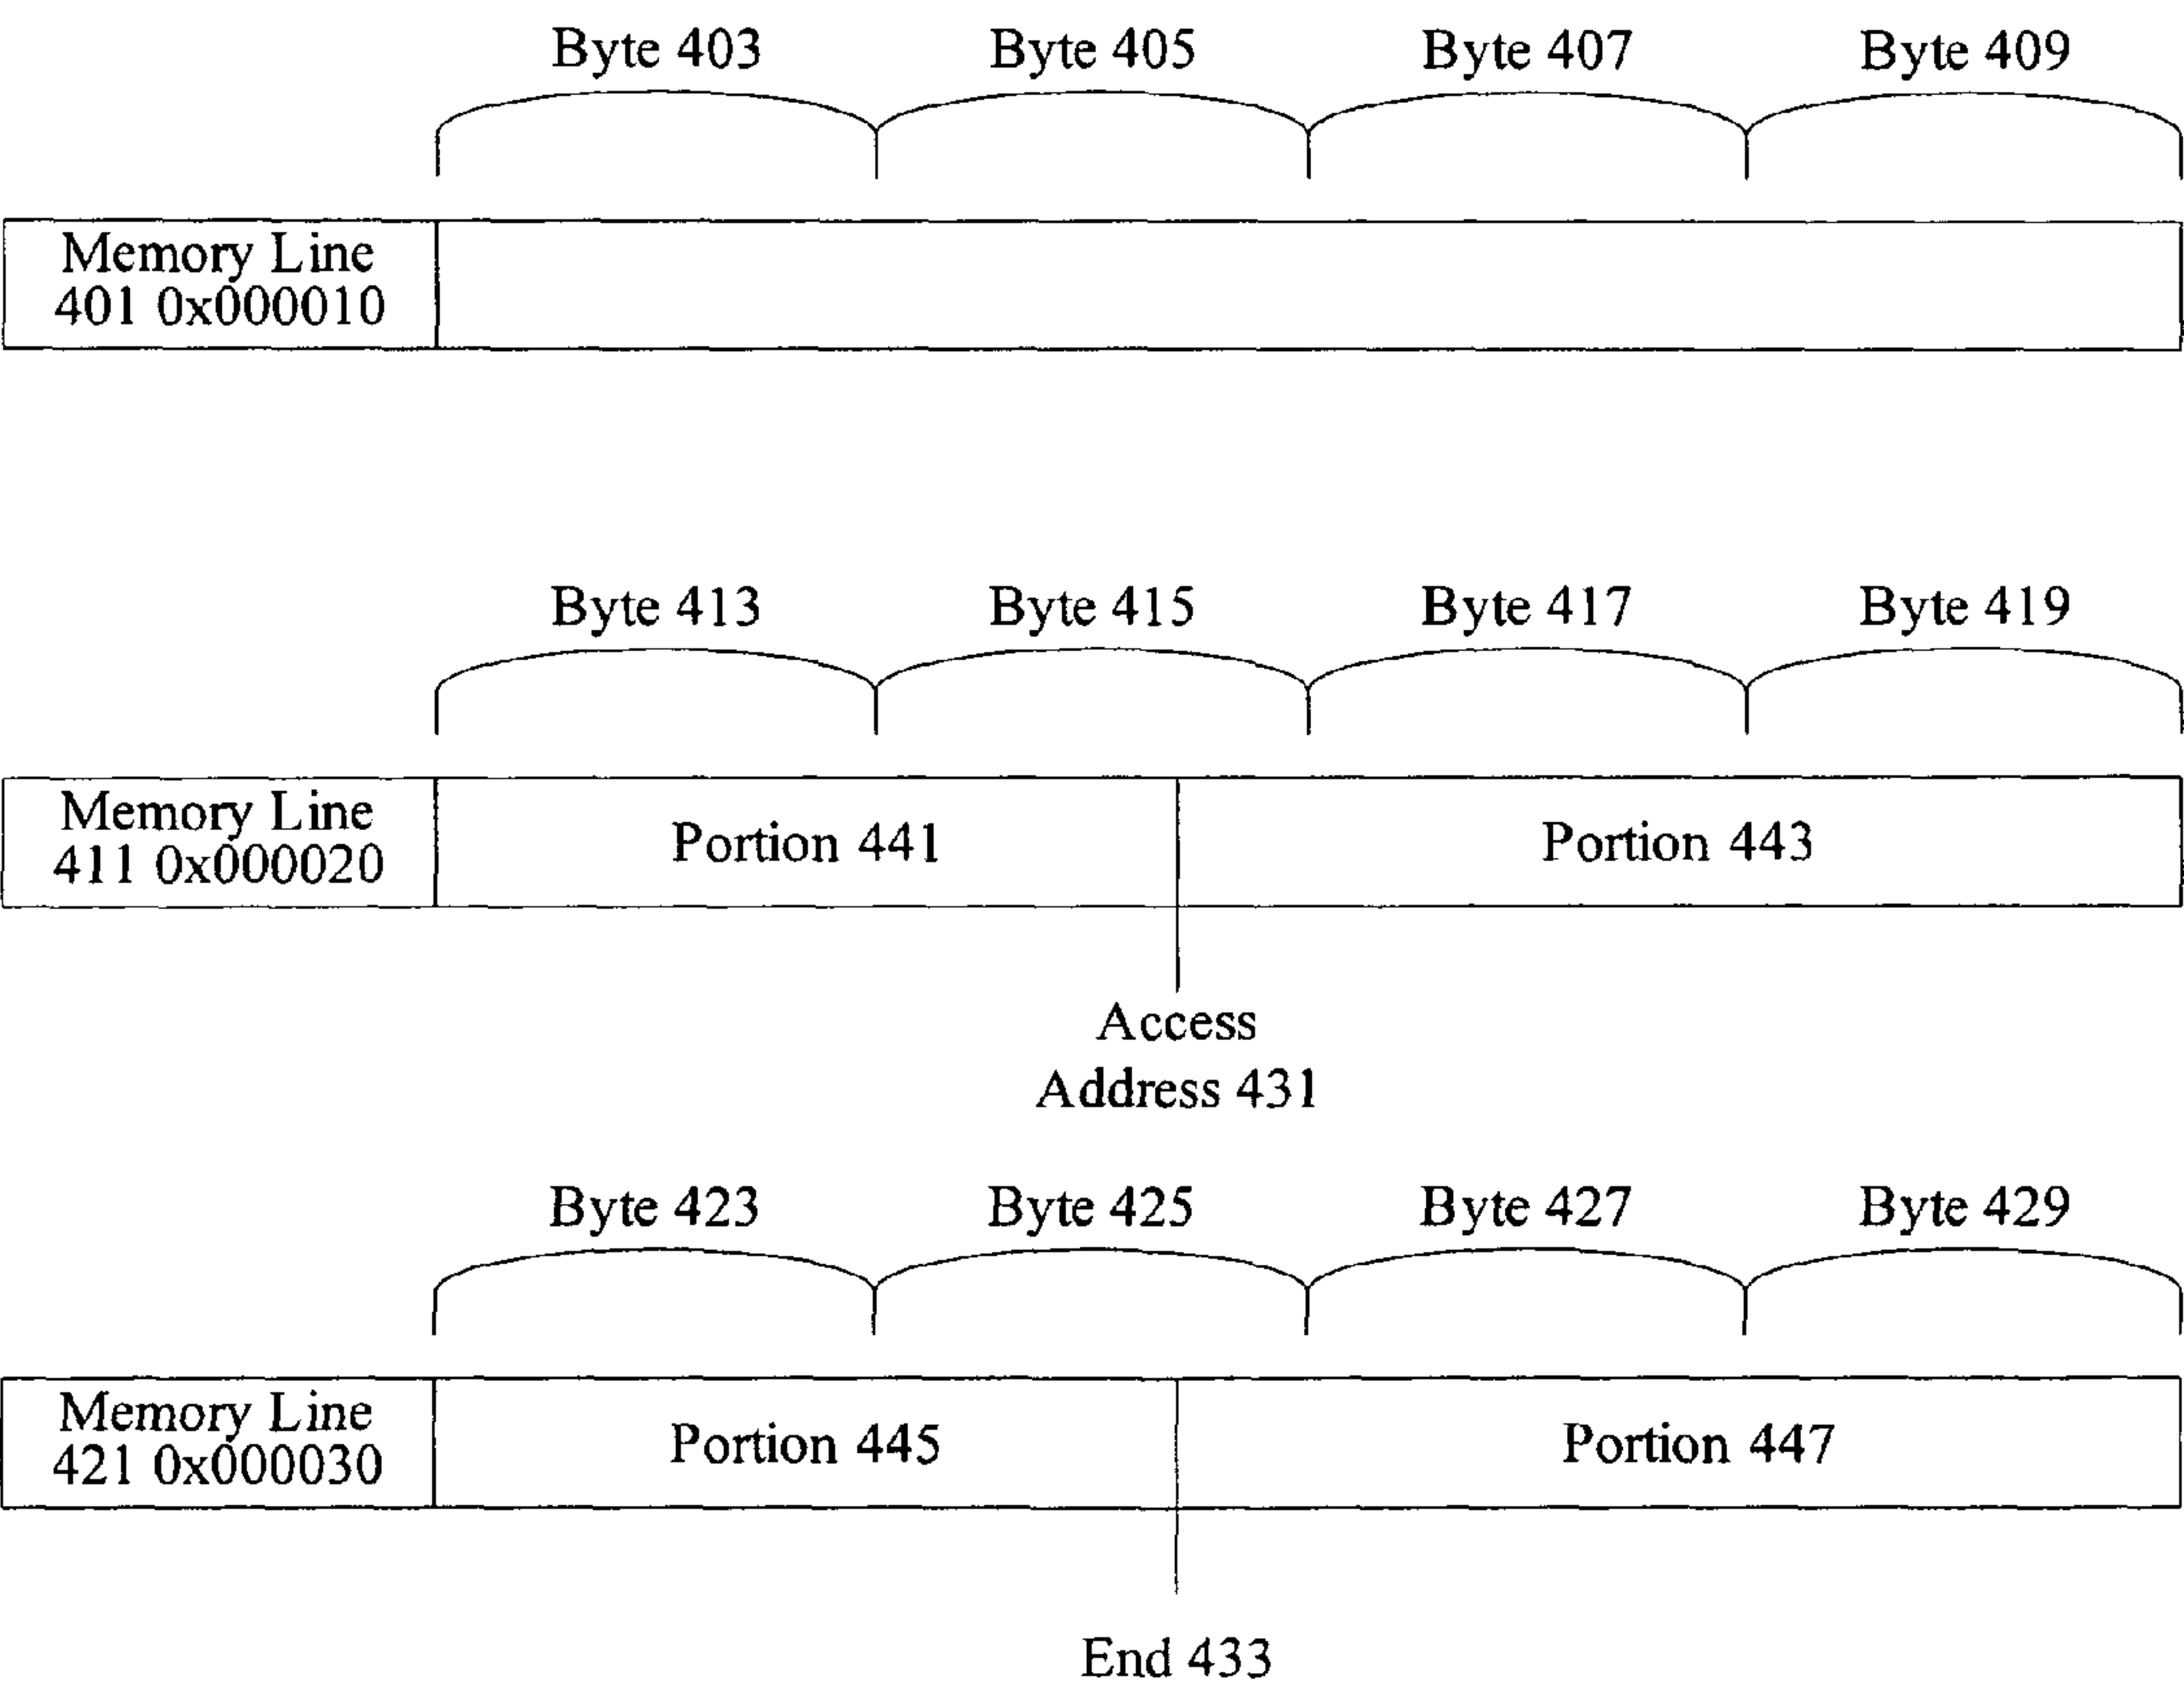 Byte 403 Byte 405 Byte 407 Byte 409
Memory Line
401 0x000010
Byte 413 Byte 415 Byte 417 Byte 419
Memory Line
411 0x000020
Portion 441 Portion 443
Access
Address 431
Byte 423 Byte 425 Byte 427 Byte 429
Memory Line
421 0x000030
Portion 445 Portion 447
End 433